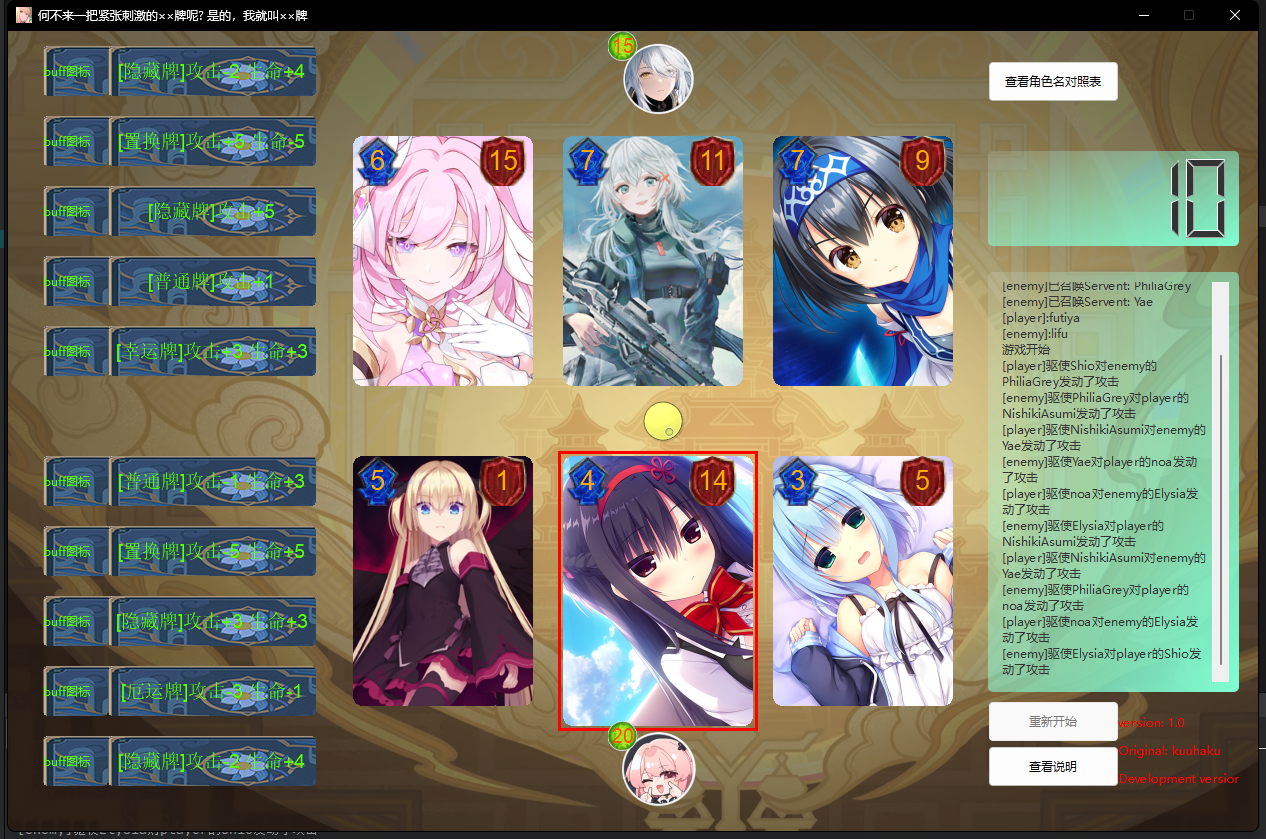 何不来一把紧张刺激的××牌呢? 是的，我就叫××牌
buff图标
[隐藏牌]攻击-2 生命+4
buff图标
[置换牌]攻击+5 生命-5
buff图标
[隐藏牌]攻击+5
buff图标
[普通牌]攻击+1
buff图标
[幸运牌]攻击+3 生命+3
buff图标
[普通牌]攻击-1 生命+3
buff图标
[置换牌]攻击-5 生命+5
buff图标
[隐藏牌]攻击+3 生命+3
buff图标
[厄运牌]攻击-3 生命-1
buff图标
[隐藏牌]攻击-2 生命+4
15
6
15
7
11
7
9
5
1
4
14
3
5
20
查看角色名对照表
10
[enemy]已召唤Servent: PhiliaGrey
[enemy]已召唤Servent: Yae
[player]:futiya
[enemy]:lifu
游戏开始
[player]驱使Shio对enemy的
PhiliaGrey发动了攻击
[enemy]驱使PhiliaGrey对player的
NishikiAsumi发动了攻击
[player]驱使NishikiAsumi对enemy的
Yae发动了攻击
[enemy]驱使Yae对player的noa发动
了攻击
[player]驱使noa对enemy的Elysia发
动了攻击
[enemy]驱使Elysia对player的
NishikiAsumi发动了攻击
[player]驱使NishikiAsumi对enemy的
Yae发动了攻击
[enemy]驱使PhiliaGrey对player的
noa发动了攻击
[player]驱使noa对enemy的Elysia发
动了攻击
[enemy]驱使Elysia对player的Shio发
动了攻击
重新开始
version: 1.0
Original: kuuhaku
查看说明
Development versior